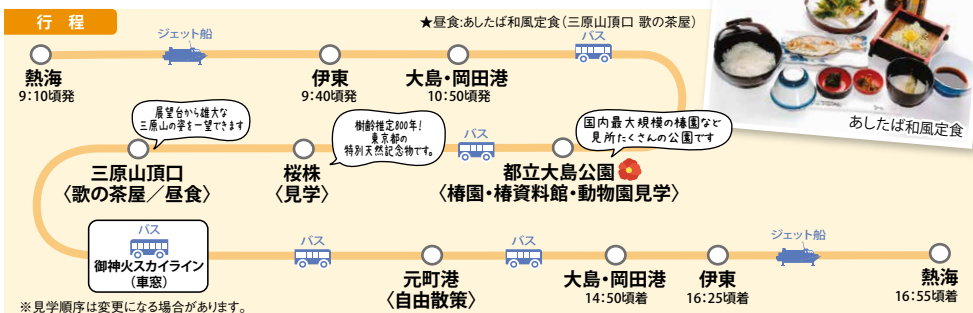 行 程
★昼食:あしたば和風定食(三原山頂口 歌の茶屋)
ジェット船
バス
熱海
9:10頃発
伊東
9:40頃発
大島・岡田港
10:50頃発
あしたば和風定食
展望台から雄大な
三原山の姿を一望できます
樹齢推定800年!
東京都の
特別天然記念物です。
バス
国内最大規模の椿園など
見所たくさんの公園です
三原山頂口
〈歌の茶屋/昼食〉
桜株
〈見学〉
都立大島公園
〈椿園・椿資料館・動物園見学〉
バス
御神火スカイライン
(車窓)
バス
元町港
〈自由散策〉
バス
大島・岡田港
14:50頃着
伊東
16:25頃着
ジェット船
熱海
16:55頃着
※見学順序は変更になる場合があります。